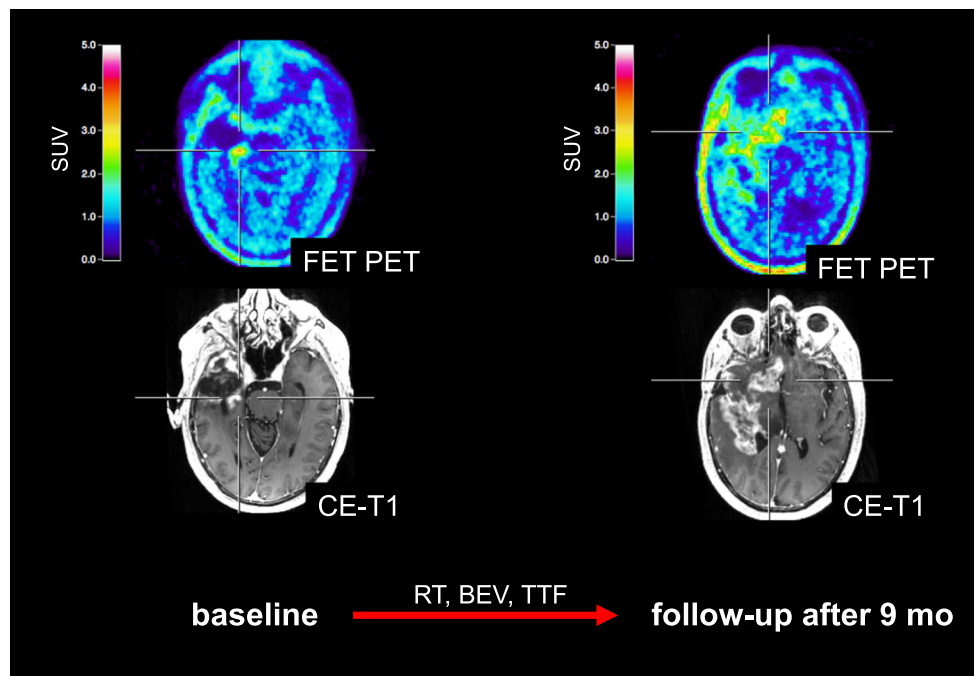 5.0
4.0
3.0
2.0
1.0
0.0
SUV
FET PET
5.0
4.0
3.0
2.0
1.0
0.0
SUV
FET PET
CE-T1
CE-T1
RT, BEV, TTF
baseline
follow-up after 9 mo